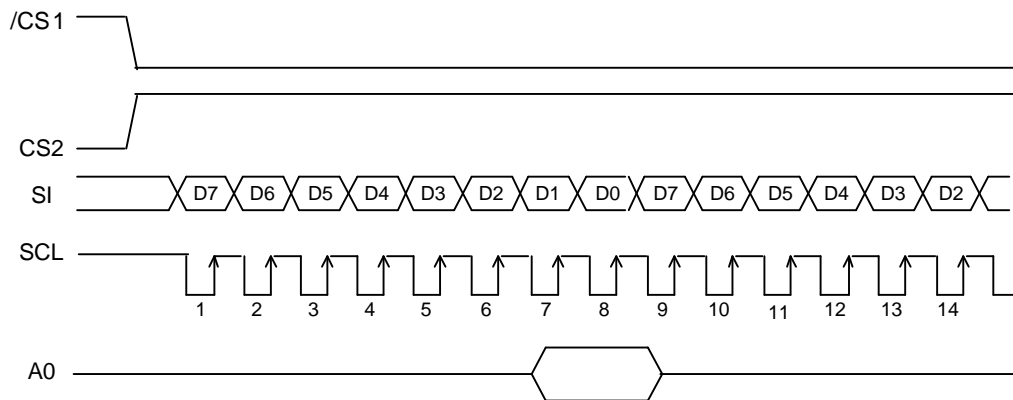 /CS1
CS2
SI D7 D6 D5 D4 D3 D2 D1 D0 D7 D6 D5 D4 D3 D2
SCL
1 2 3 4 5 6 7 8 9 10 11 12 13 14
A0